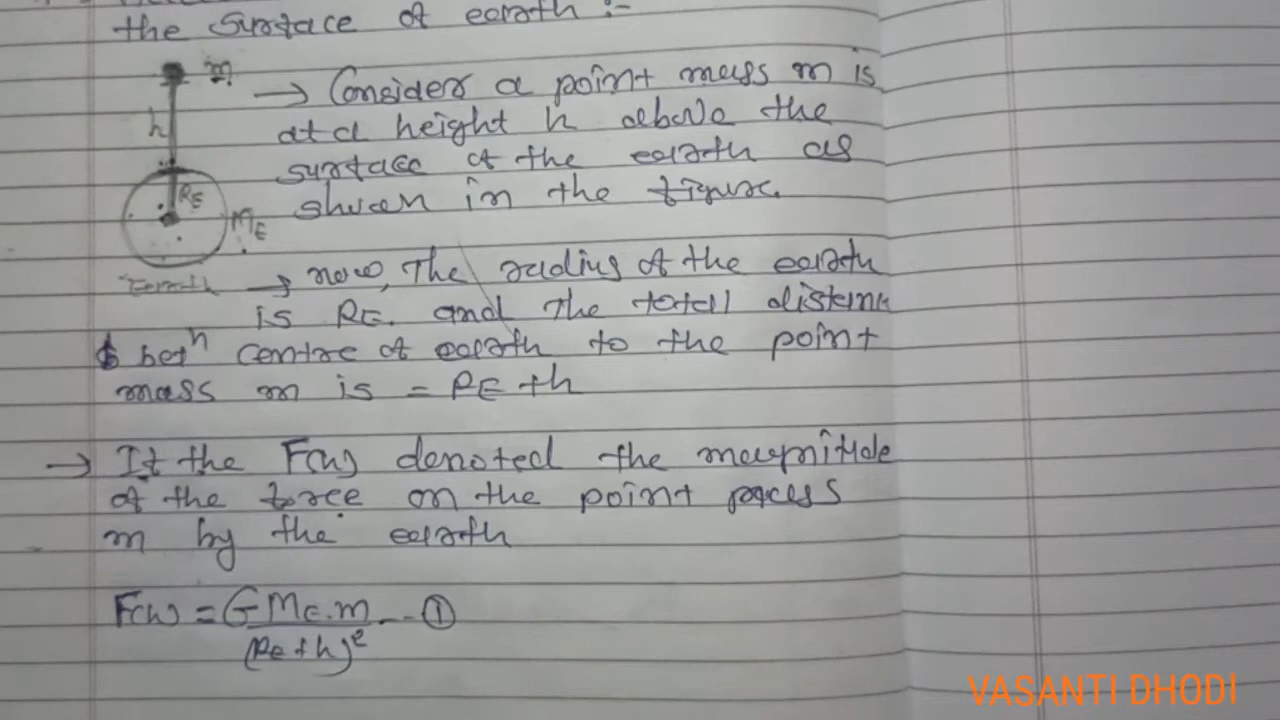 the surface of earth :-
m
h
RE
ME
Earth
→ Consider a point mass m is
at a height h above the
surface of the earth as
shown in the figure.
→ now, The radius of the earth
is RE. and the total distenc
betn centre of earth to the point
mass m is = RE + h
→ If the F(h) denoted the magnitude
of the force on the point
m by the earth
F(h) = G ME.m / (RE + h)² -- ①
VASANTI DHODI